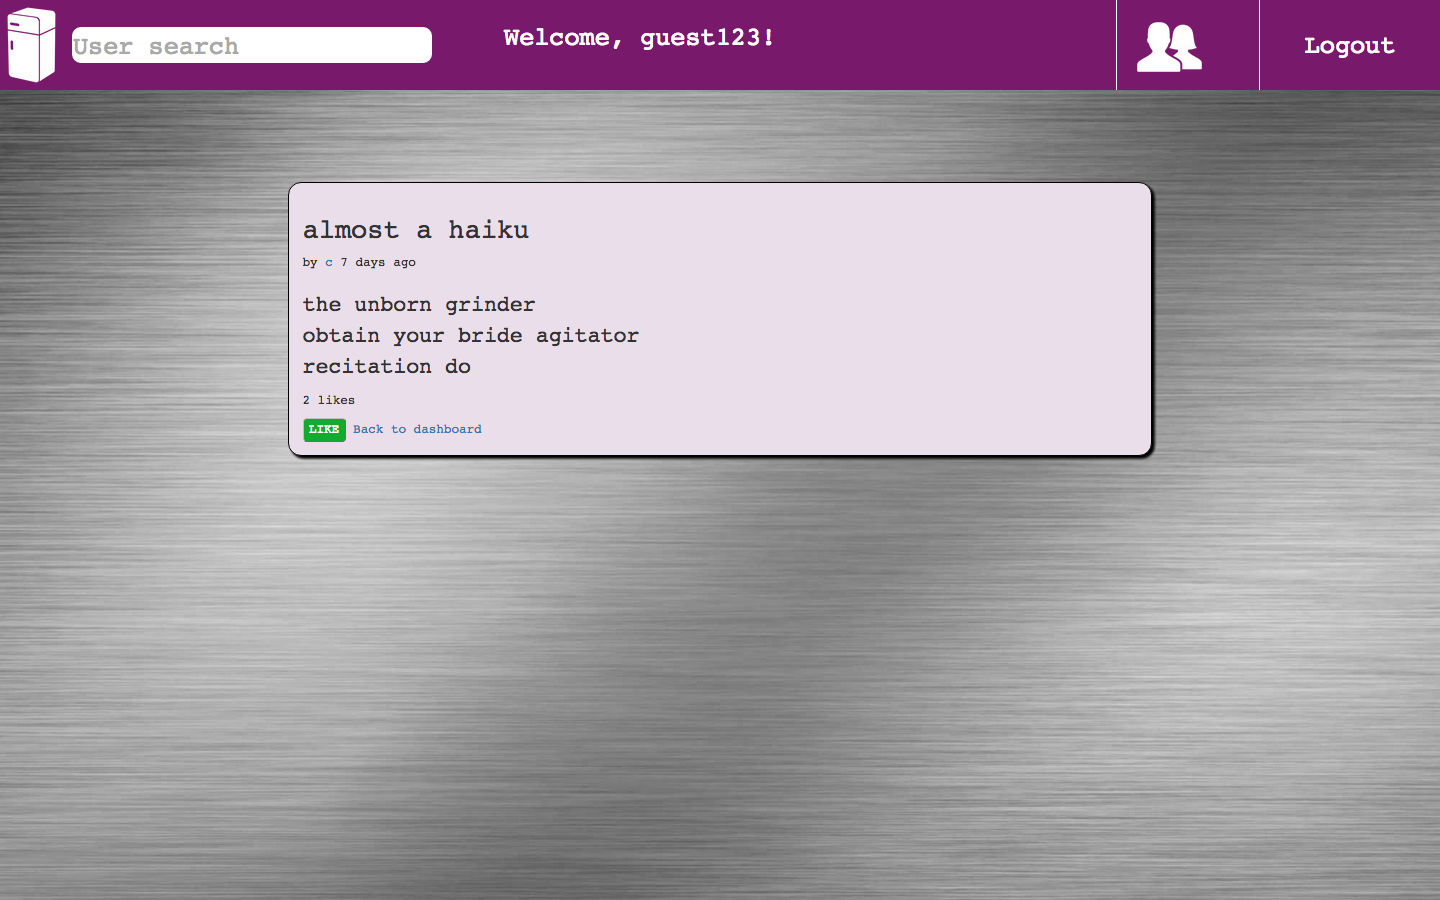 User search
Welcome, guest123!
Logout
almost a haiku
by c 7 days ago
the unborn grinder
obtain your bride agitator
recitation do
2 likes
LIKE Back to dashboard